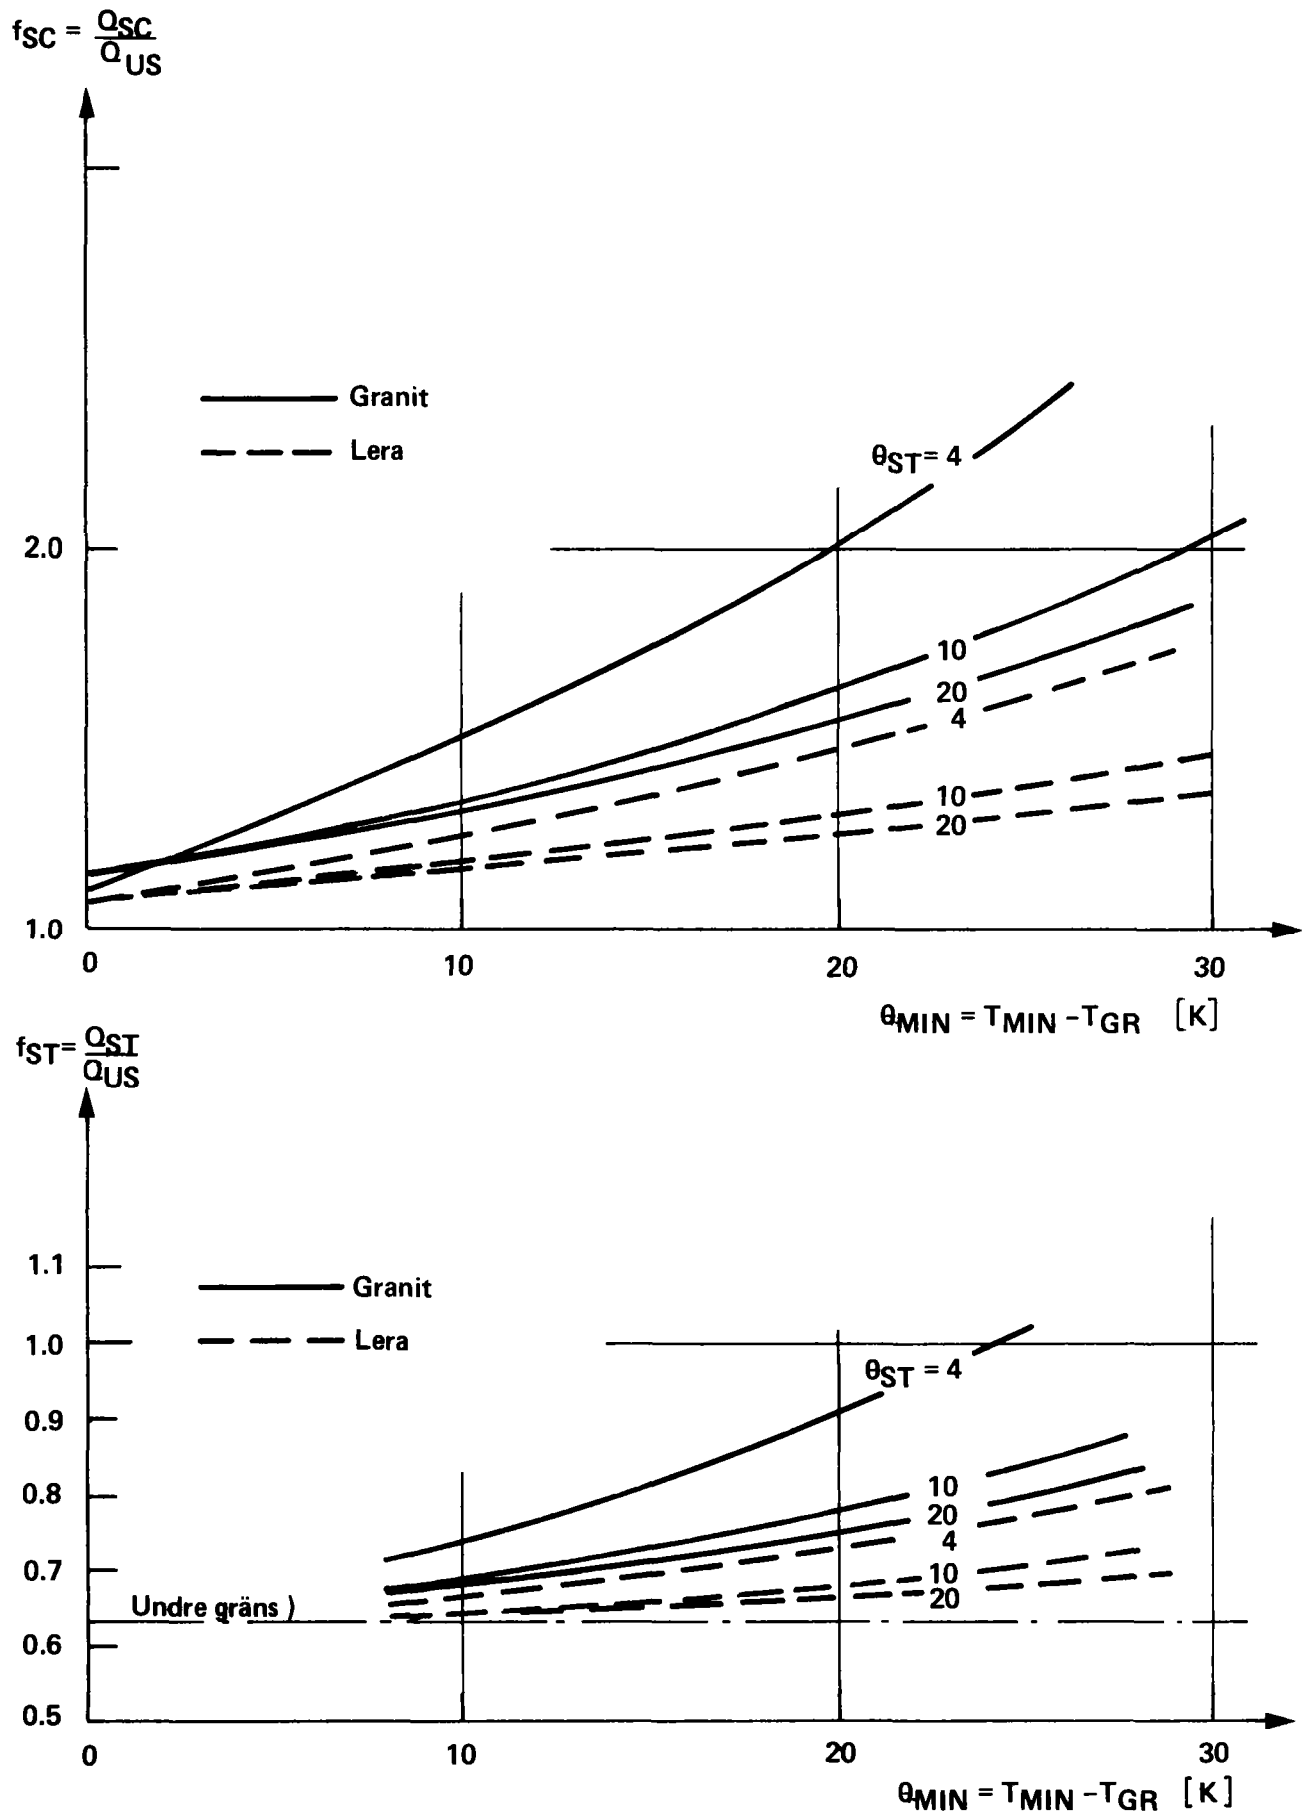 fSC = QSC
QUS
Granit
Lera
θST = 4
2.0
10
20
4
10
20
1.0
0 10 20 30
θMIN = TMIN – TGR [K]
fST = QST
QUS
1.1
Granit
1.0
Lera
θST = 4
0.9
0.8
10
20
4
0.7
10
20
Undre gräns )
0.6
0.5
0 10 20 30
θMIN = TMIN – TGR [K]